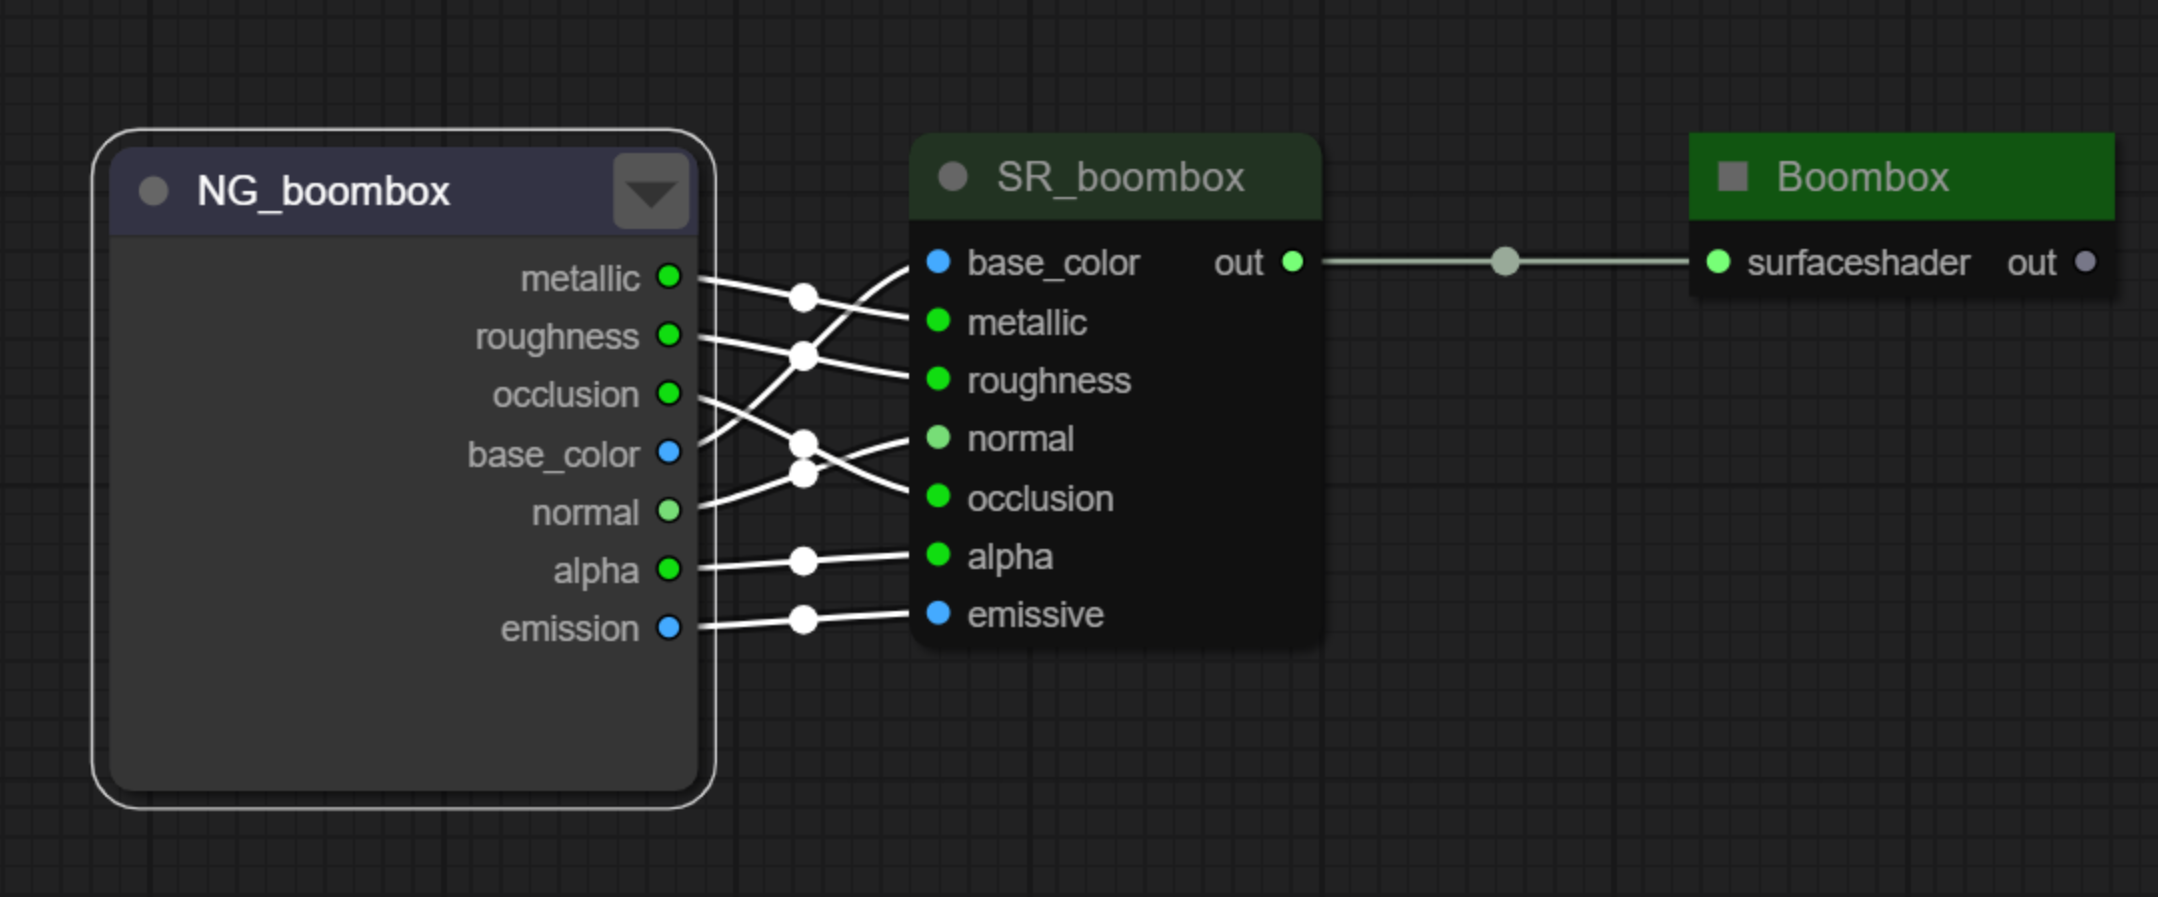 NG_boombox
metallic
roughness
occlusion
base_color
normal
alpha
emission
SR_boombox
base_color out
metallic
roughness
normal
occlusion
alpha
emissive
Boombox
surfaceshader out